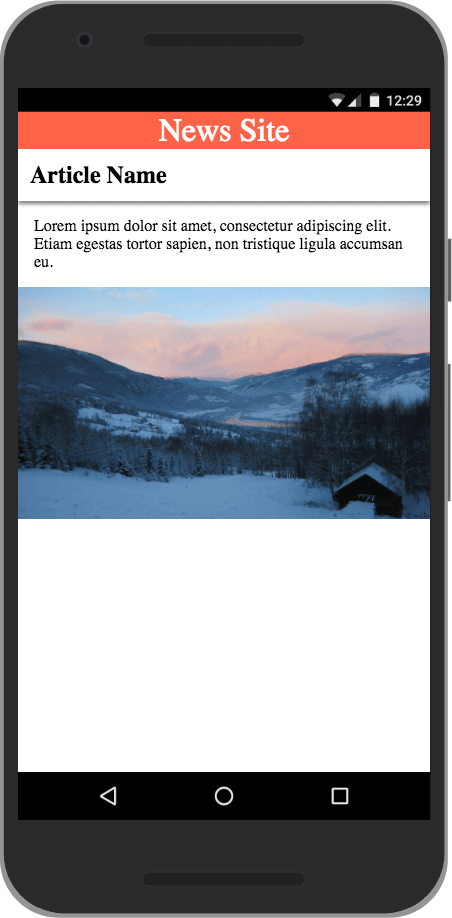 12:29
News Site
Article Name
Lorem ipsum dolor sit amet, consectetur adipiscing elit.
Etiam egestas tortor sapien, non tristique ligula accumsan
eu.